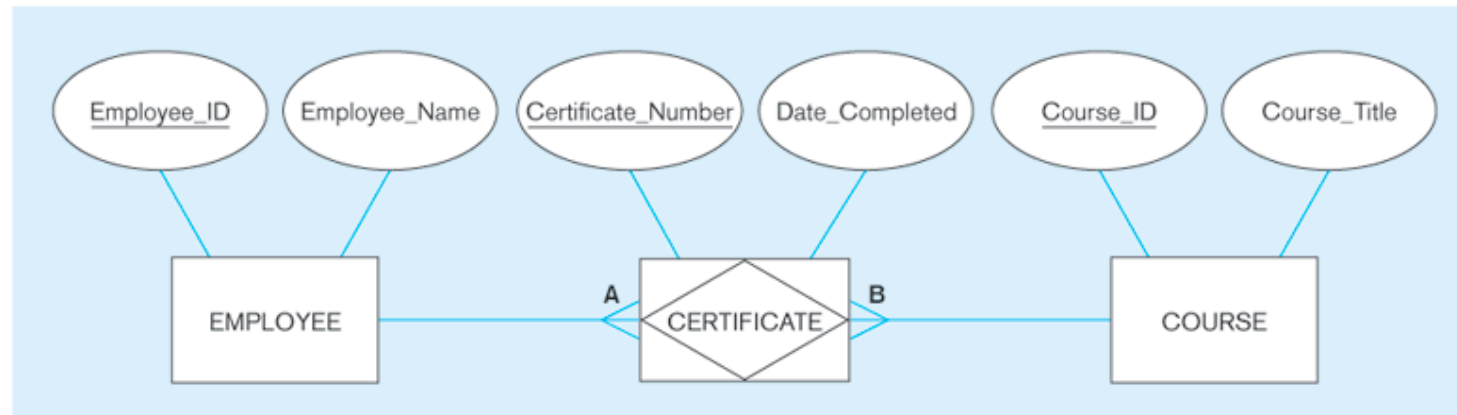 Employee_ID Employee_Name Certificate_Number Date_Completed Course_ID Course_Title
A B
EMPLOYEE CERTIFICATE COURSE